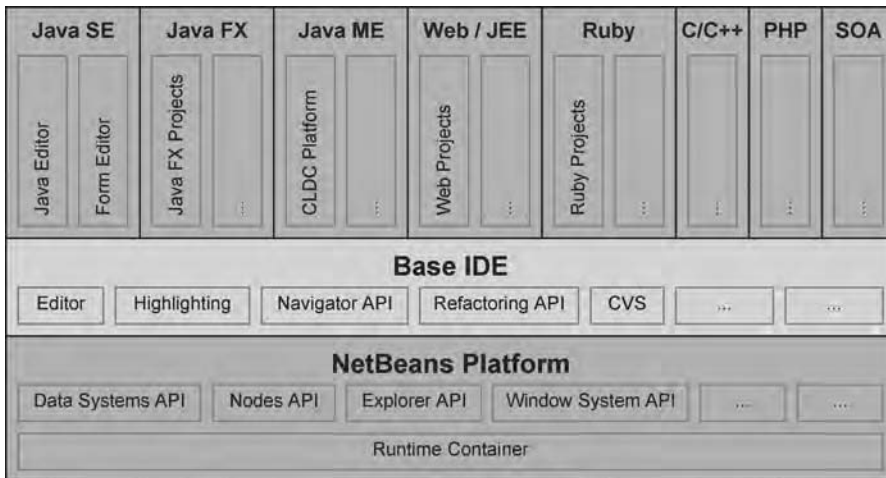 Java SE
Java FX
Java ME
Web / JEE
Ruby
C/C++
PHP
SOA
Java Editor
Form Editor
Java FX Projects
...
CLDC Platform
...
Web Projects
...
Ruby Projects
...
...
...
...
Base IDE
Editor
Highlighting
Navigator API
Refactoring API
CVS
...
...
NetBeans Platform
Data Systems API
Nodes API
Explorer API
Window System API
...
...
Runtime Container